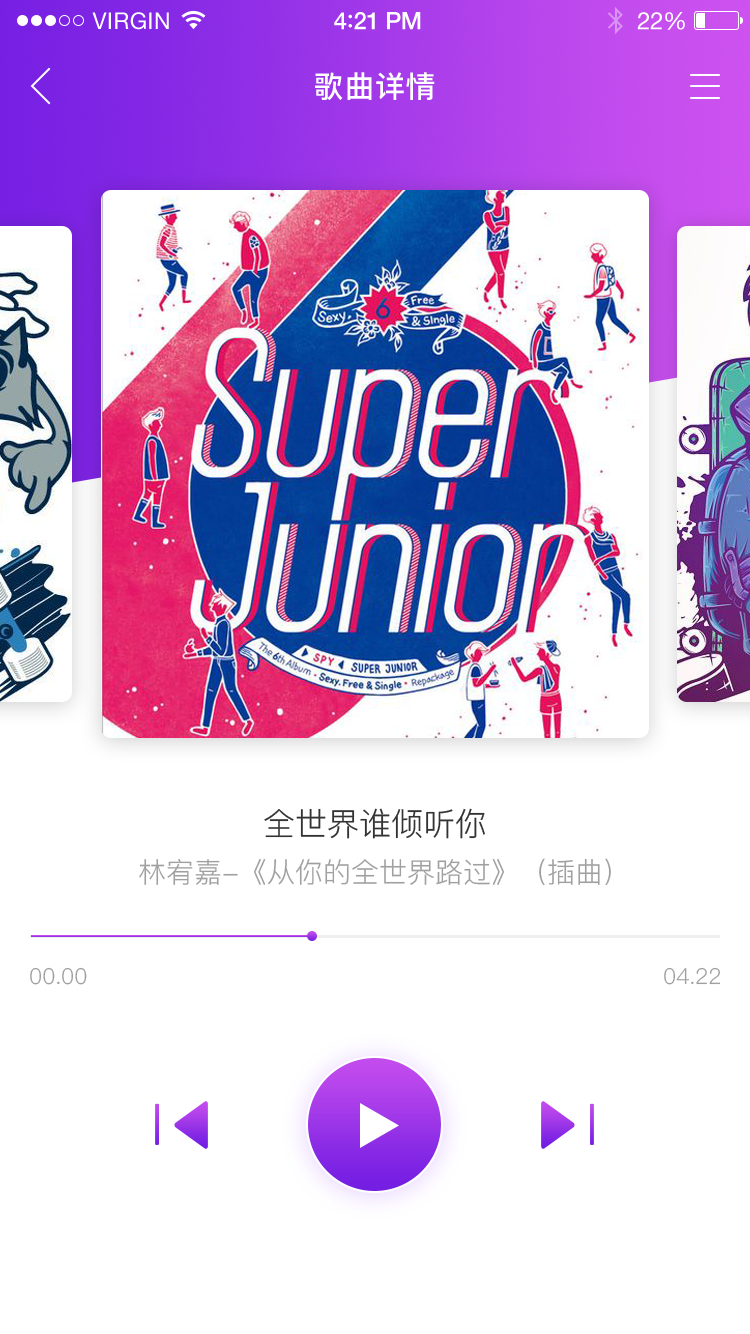 VIRGIN 4:21 PM 22%
歌曲详情
6
Sexy, Free
& Single
Super
Junior
SPY SUPER JUNIOR
The 6th Album • Sexy, Free & Single • Repackage
全世界谁倾听你
林宥嘉–《从你的全世界路过》（插曲）
00.00 04.22